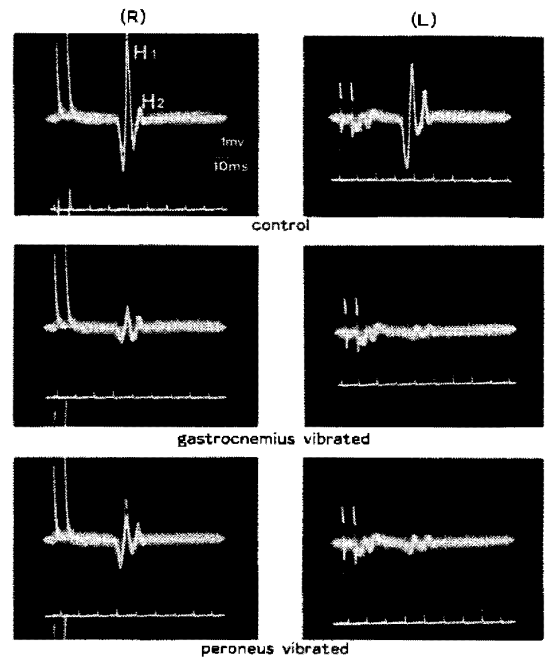 (R) (L)
H1
H2
1mv
10ms
control
gastrocnemius vibrated
peroneus vibrated